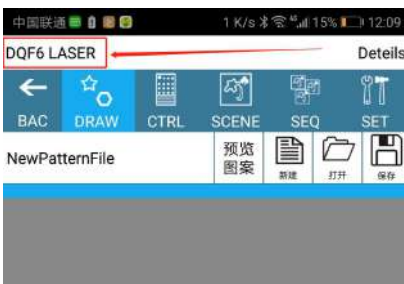 中国联通 1 K/s 46 15% 12:09
DQF6 LASER Deteils
BAC DRAW CTRL SCENE SEQ SET
NewPatternFile 预览 图案 新建 打开 保存